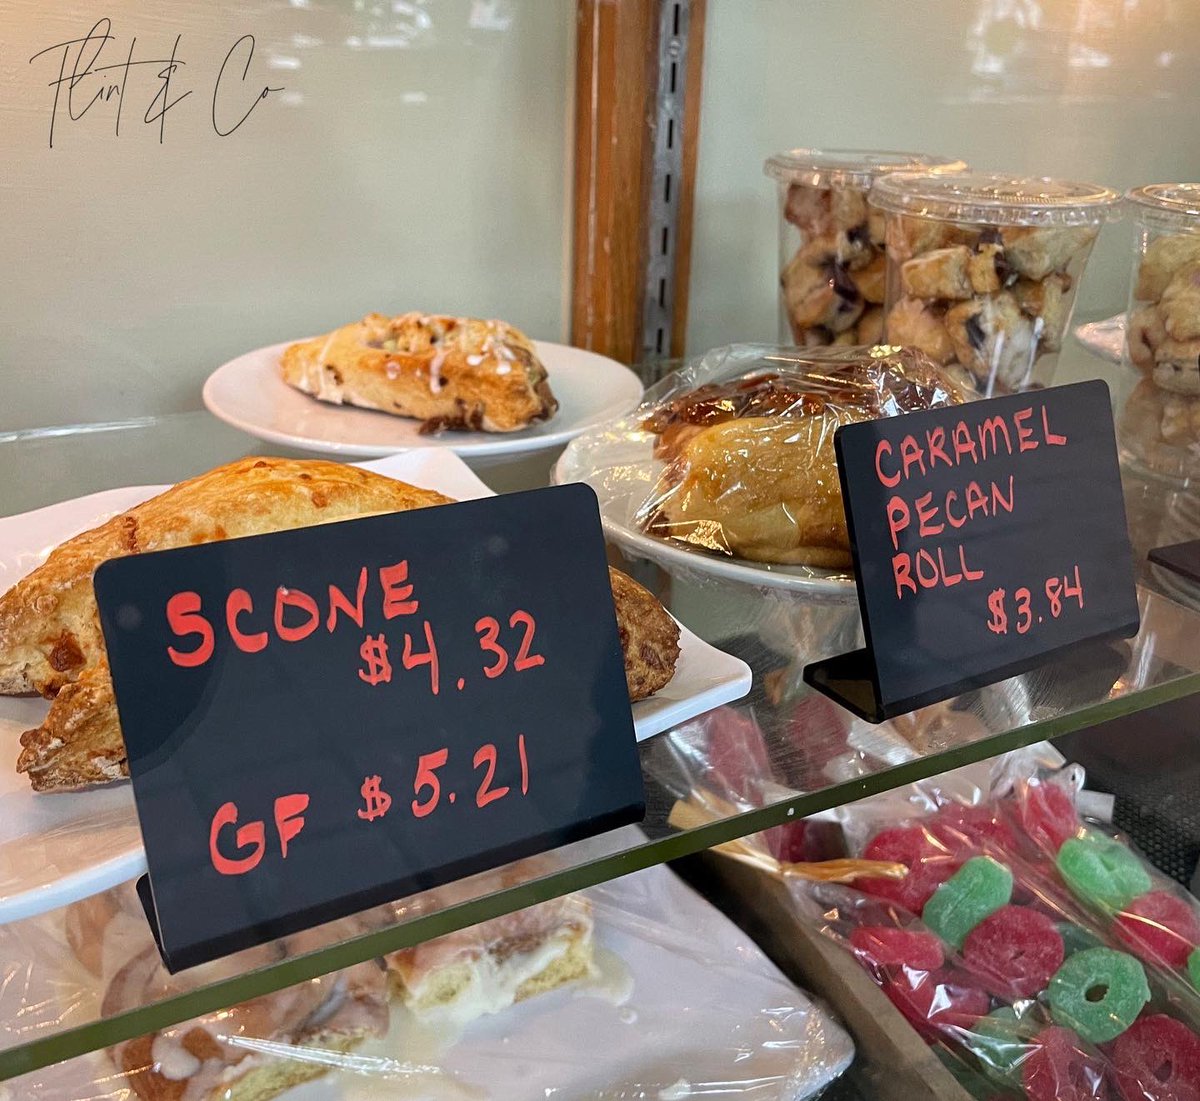 Flint & Co
SCONE
$4.32
GF $5.21
CARAMEL
PECAN
ROLL
$3.84